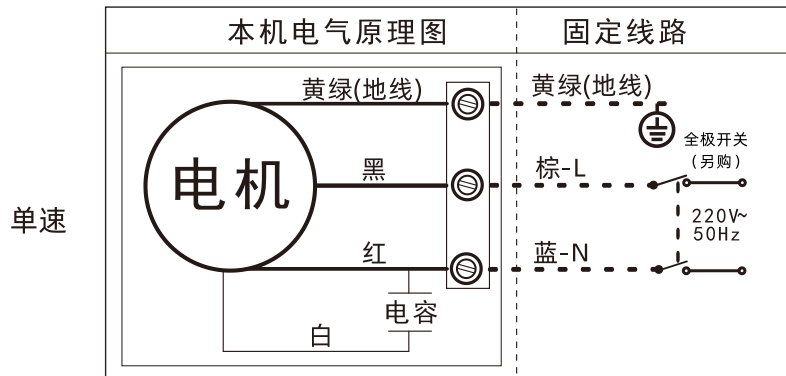 本机电气原理图
固定线路
黄绿(地线)
黄绿(地线)
全极开关
(另购)
电机
黑
棕-L
单速
220V~
50Hz
红
蓝-N
电容
白